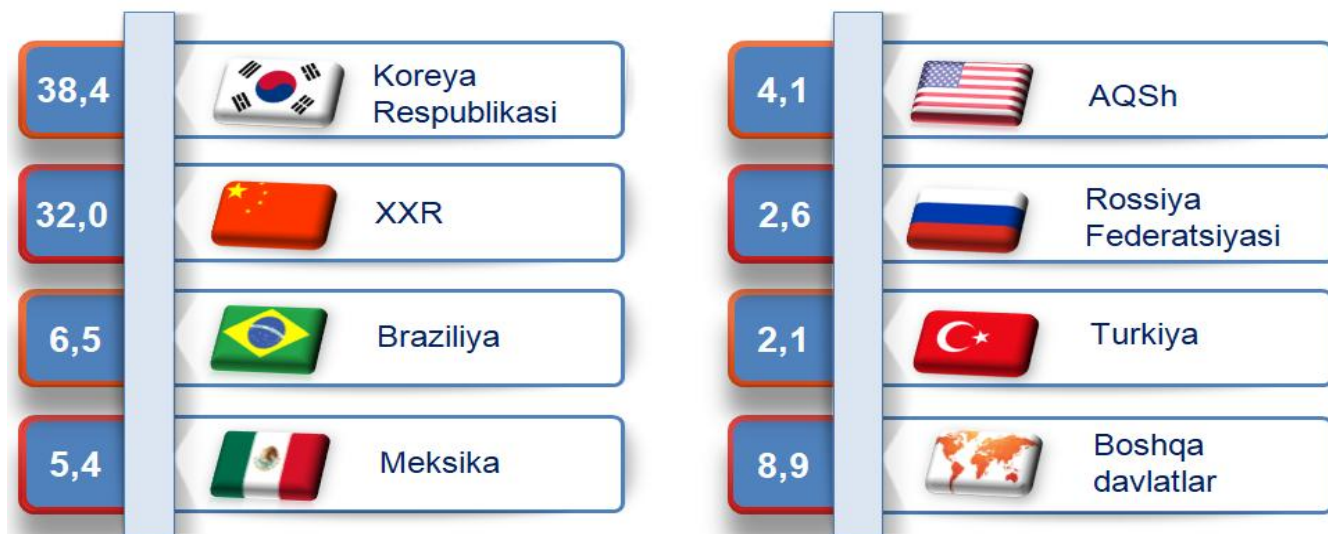 38,4
Koreya
Respublikasi
32,0
XXR
6,5
Braziliya
5,4
Meksika
4,1
AQSh
2,6
Rossiya
Federatsiyasi
2,1
Turkiya
8,9
Boshqa
davlatlar